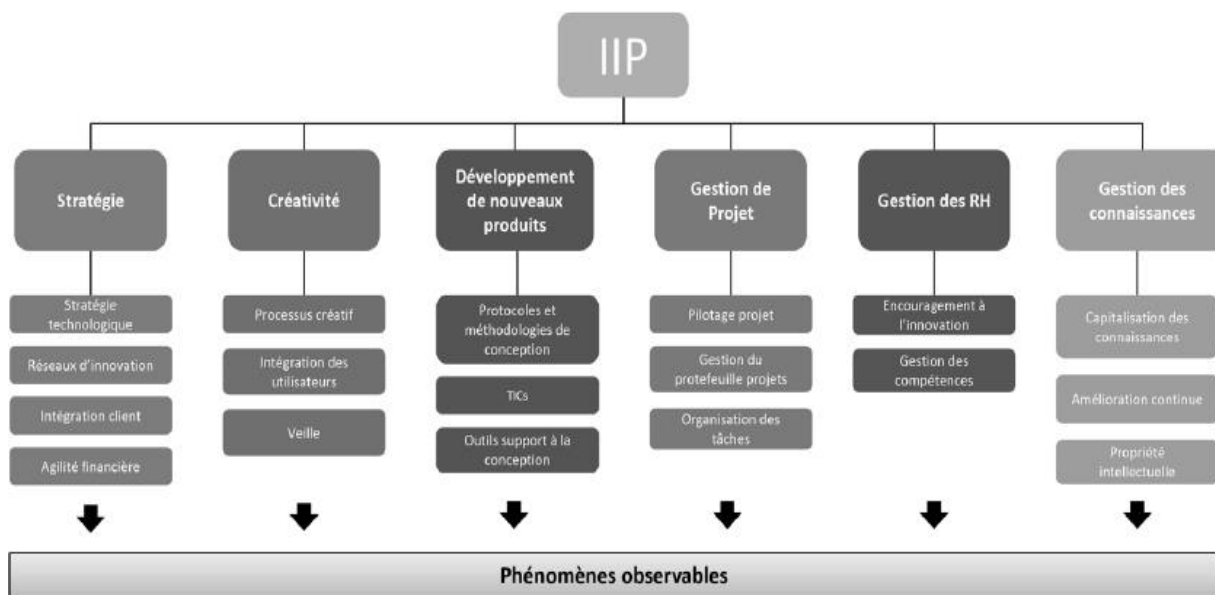 IIP
Stratégie
Stratégie
technologique
Réseaux d'innovation
Intégration client
Agilité financière
Créativité
Processus créatif
Intégration des
utilisateurs
Veille
Développement
de nouveaux
produits
Protocoles et
méthodologies de
conception
TICs
Outils support à la
conception
Gestion de
Projet
Pilotage projet
Gestion du
protefeuille projets
Organisation des
tâches
Gestion des RH
Encouragement à
l'innovation
Gestion des
compétences
Gestion des
connaissances
Capitalisation des
connaissances
Amélioration continue
Propriété
intellectuelle
Phénomènes observables